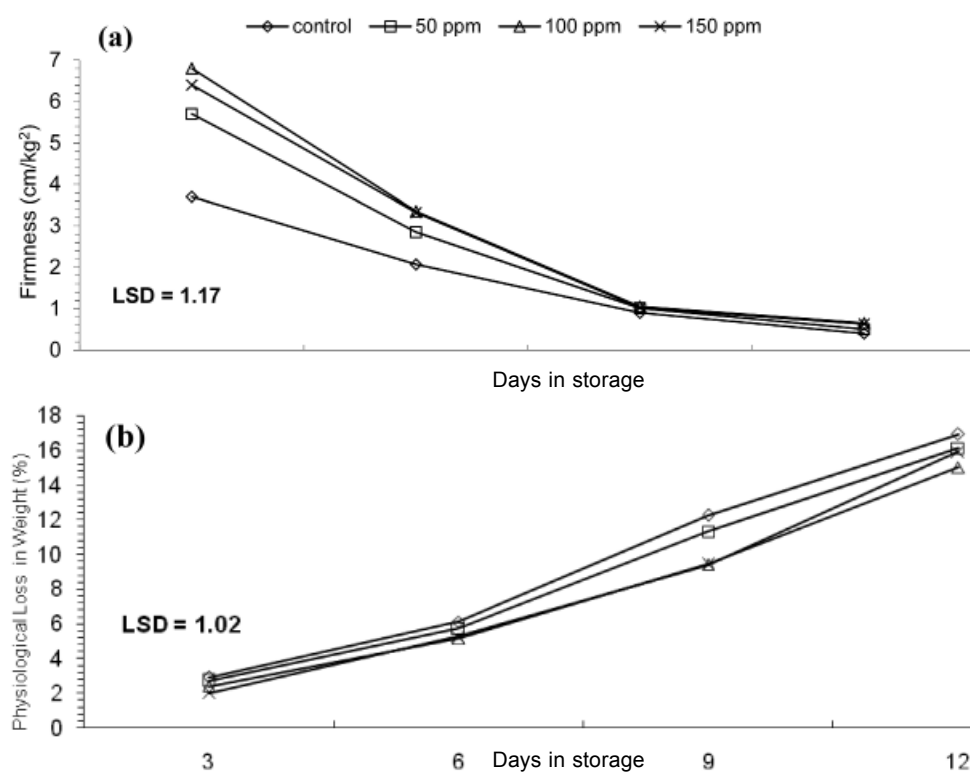 (a)
control 50 ppm 100 ppm 150 ppm
7
6
5
4
3
2
1
0
Firmness (cm/kg²)
LSD = 1.17
Days in storage
(b)
18
16
14
12
10
8
6
4
2
0
Physiological Loss in Weight (%)
LSD = 1.02
3 6 9 12
Days in storage